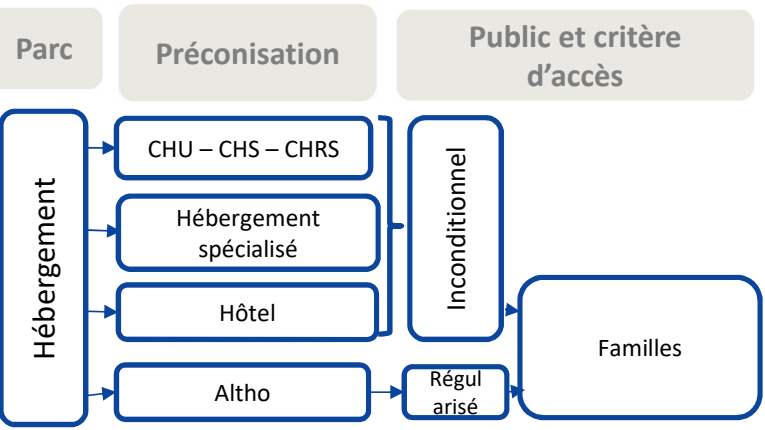 Parc
Préconisation
Public et critère
d'accès
Hébergement
CHU – CHS – CHRS
Hébergement
spécialisé
Hôtel
Altho
Inconditionnel
Régul
arisé
Familles